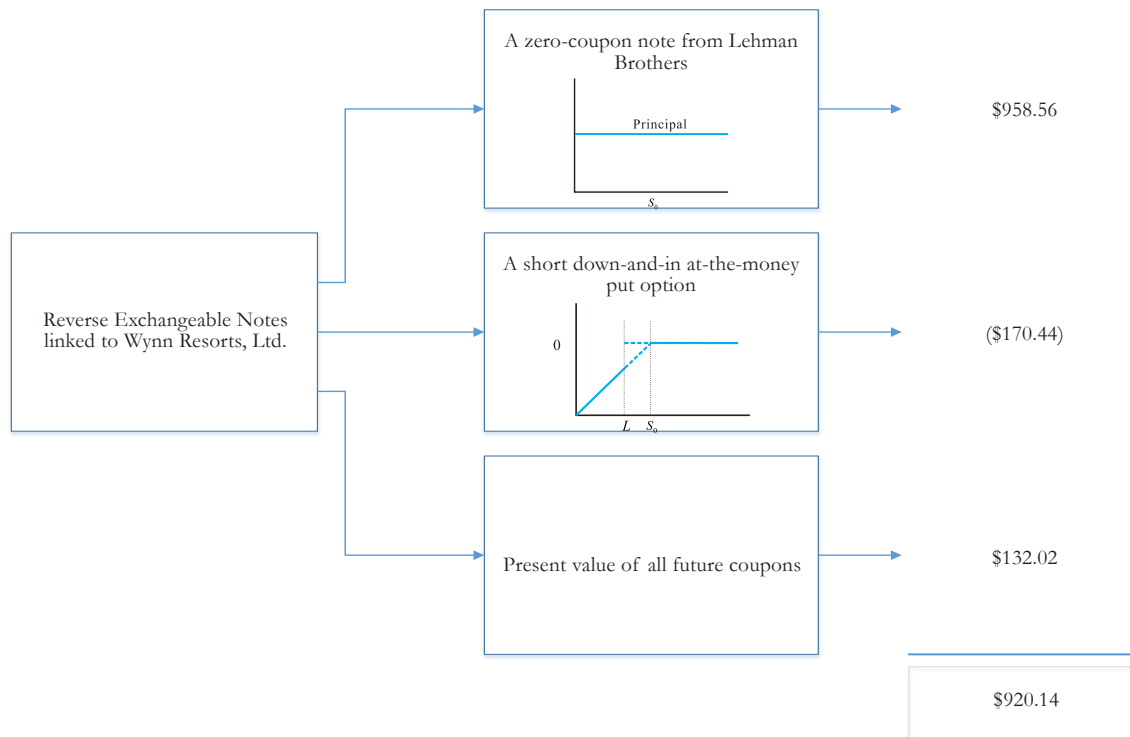 A zero-coupon note from Lehman
Brothers
Principal
S₀
$958.56
Reverse Exchangeable Notes
linked to Wynn Resorts, Ltd.
A short down-and-in at-the-money
put option
0
L S₀
($170.44)
Present value of all future coupons
$132.02
$920.14